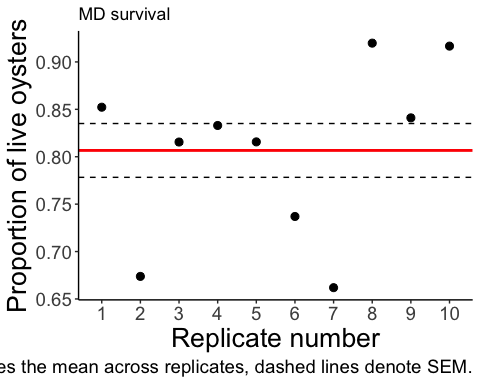 MD survival
Proportion of live oysters
0.90
0.85
0.80
0.75
0.70
0.65
1 2 3 4 5 6 7 8 9 10
Replicate number
es the mean across replicates, dashed lines denote SEM.